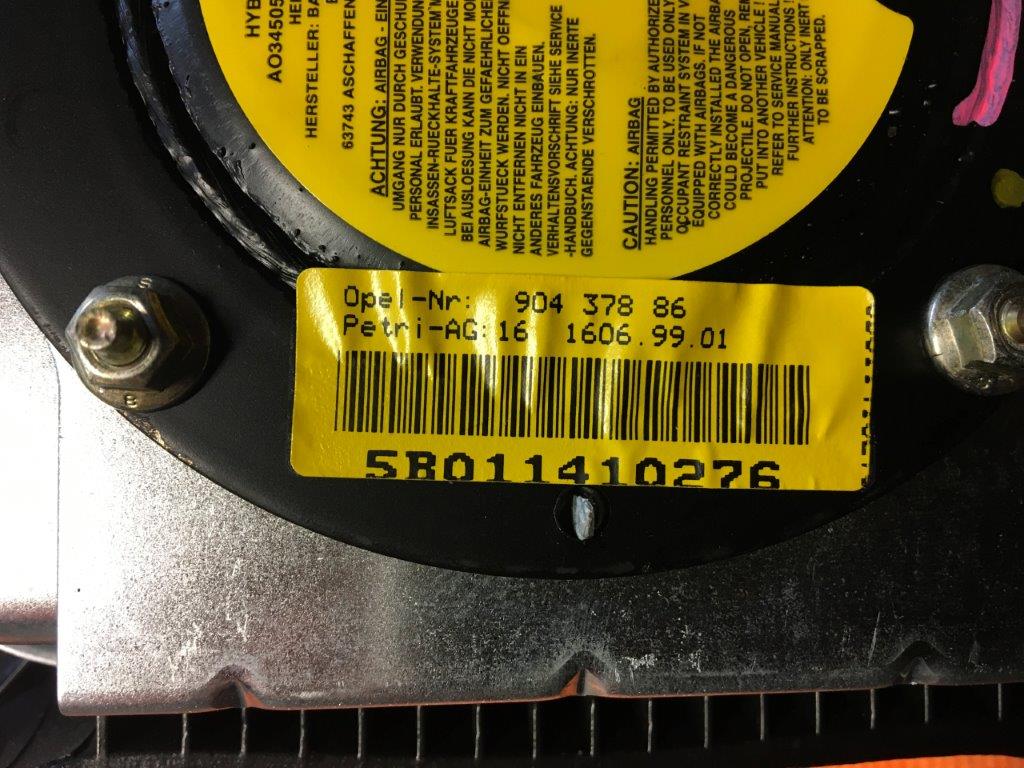 HYB
AO34505
HERSTELLER: BA
63743 ASCHAFFEN
ACHTUNG: AIRBAG - EIN
UMGANG NUR DURCH GESCHU
PERSONAL ERLAUBT. VERWENDUN
INSASSEN-RUECKHALTE-SYSTEM M
LUFTSACK FUER KRAFTFAHRZEUGE
BEI AUSLOESUNG KANN DIE NICHT MO
AIRBAG-EINHEIT ZUM GEFAEHRLICHE
WURFSTUECK WERDEN. NICHT OEFFN
NICHT ENTFERNEN NICHT IN EIN
ANDERES FAHRZEUG EINBAUEN.
VERHALTENSVORSCHRIFT SIEHE SERVICE
-HANDBUCH. ACHTUNG: NUR INERTE
GEGENSTAENDE VERSCHROTTEN.
CAUTION: AIRBAG
HANDLING PERMITTED BY AUTHORIZE
PERSONNEL ONLY. TO BE USED ONLY
OCCUPANT RESTRAINT SYSTEM IN V
EQUIPPED WITH AIRBAGS. IF NOT
CORRECTLY INSTALLED THE AIRBA
COULD BECOME A DANGEROUS
PROJECTILE. DO NOT OPEN, RE
PUT INTO ANOTHER VEHICLE !
REFER TO SERVICE MANUAL
FURTHER INSTRUCTIONS !
ATTENTION: ONLY INERT
TO BE SCRAPPED.
Opel-Nr: 904 378 86
Petri-AG:16 1606.99.01
5B011410276